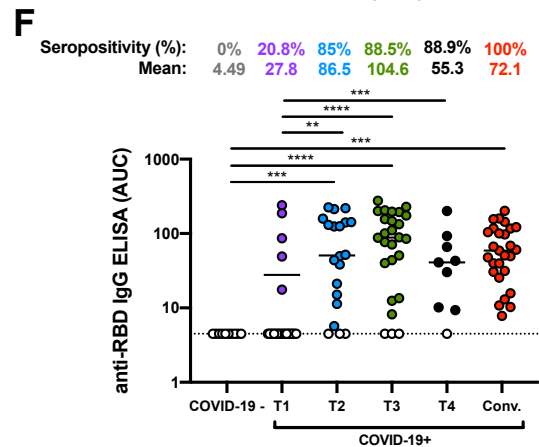 F
Seropositivity (%): 0% 20.8% 85% 88.5% 88.9% 100%
Mean: 4.49 27.8 86.5 104.6 55.3 72.1
***
****
**
***
****
***
anti-RBD IgG ELISA (AUC)
1000
100
10
1
COVID-19 - T1 T2 T3 T4 Conv.
COVID-19+